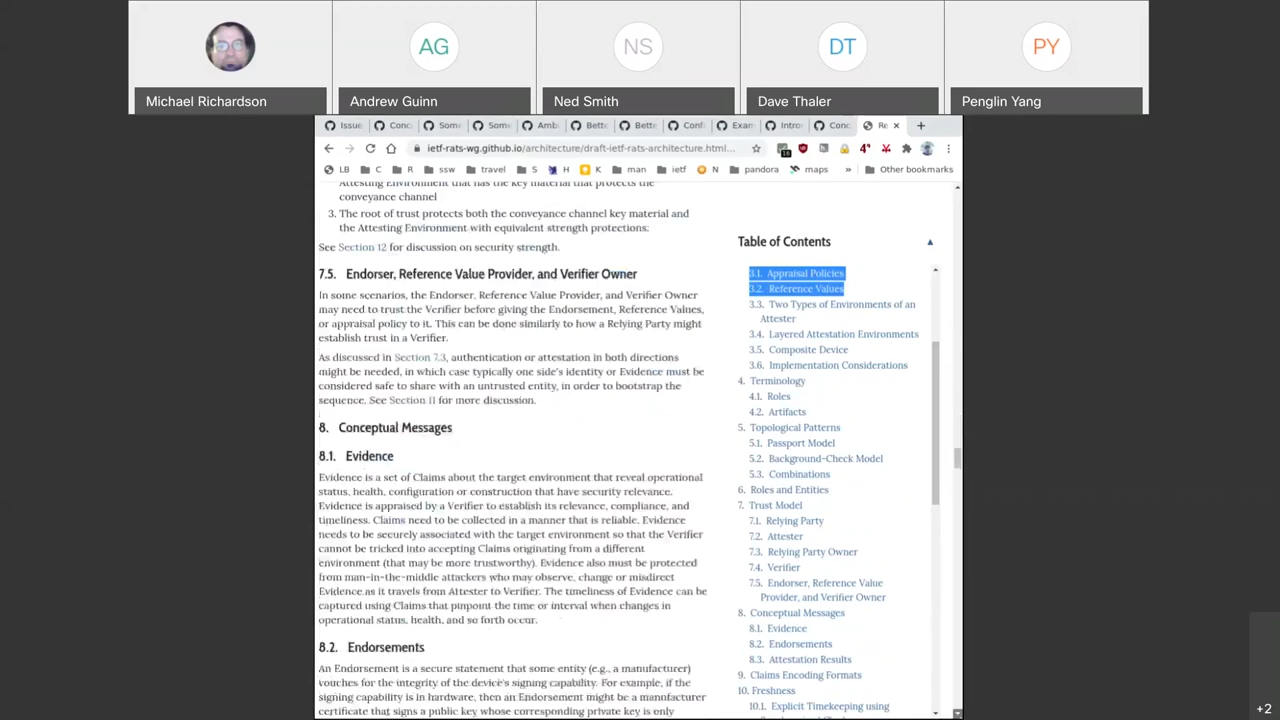 AG
NS
DT
PY
Michael Richardson
Andrew Guinn
Ned Smith
Dave Thaler
Penglin Yang
Issue
Conc
Som
Som
Amb
Bette
Bette
Confi
Exam
Intro
Conc
Re
ietf-rats-wg.github.io/architecture/draft-ietf-rats-architecture.html...
LB
C
R
ssw
travel
S
H
K
man
ietf
N
pandora
maps
»
Other bookmarks
Attesting Environment that has the key material that protects the
conveyance channel
3. The root of trust protects both the conveyance channel key material and
the Attesting Environment with equivalent strength protections.
See Section 12 for discussion on security strength.
7.5. Endorser, Reference Value Provider, and Verifier Owner
In some scenarios, the Endorser, Reference Value Provider, and Verifier Owner
may need to trust the Verifier before giving the Endorsement, Reference Values,
or appraisal policy to it. This can be done similarly to how a Relying Party might
establish trust in a Verifier.
As discussed in Section 7.3, authentication or attestation in both directions
might be needed, in which case typically one side's identity or Evidence must be
considered safe to share with an untrusted entity, in order to bootstrap the
sequence. See Section 11 for more discussion.
8. Conceptual Messages
8.1. Evidence
Evidence is a set of Claims about the target environment that reveal operational
status, health, configuration or construction that have security relevance.
Evidence is appraised by a Verifier to establish its relevance, compliance, and
timeliness. Claims need to be collected in a manner that is reliable. Evidence
needs to be securely associated with the target environment so that the Verifier
cannot be tricked into accepting Claims originating from a different
environment (that may be more trustworthy). Evidence also must be protected
from man-in-the-middle attackers who may observe, change or misdirect
Evidence as it travels from Attester to Verifier. The timeliness of Evidence can be
captured using Claims that pinpoint the time or interval when changes in
operational status, health, and so forth occur.
8.2. Endorsements
An Endorsement is a secure statement that some entity (e.g., a manufacturer)
vouches for the integrity of the device's signing capability. For example, if the
signing capability is in hardware, then an Endorsement might be a manufacturer
certificate that signs a public key whose corresponding private key is only
Table of Contents
3.1. Appraisal Policies
3.2. Reference Values
3.3. Two Types of Environments of an
Attester
3.4. Layered Attestation Environments
3.5. Composite Device
3.6. Implementation Considerations
4. Terminology
4.1. Roles
4.2. Artifacts
5. Topological Patterns
5.1. Passport Model
5.2. Background-Check Model
5.3. Combinations
6. Roles and Entities
7. Trust Model
7.1. Relying Party
7.2. Attester
7.3. Relying Party Owner
7.4. Verifier
7.5. Endorser, Reference Value
Provider, and Verifier Owner
8. Conceptual Messages
8.1. Evidence
8.2. Endorsements
8.3. Attestation Results
9. Claims Encoding Formats
10. Freshness
10.1. Explicit Timekeeping using
+2